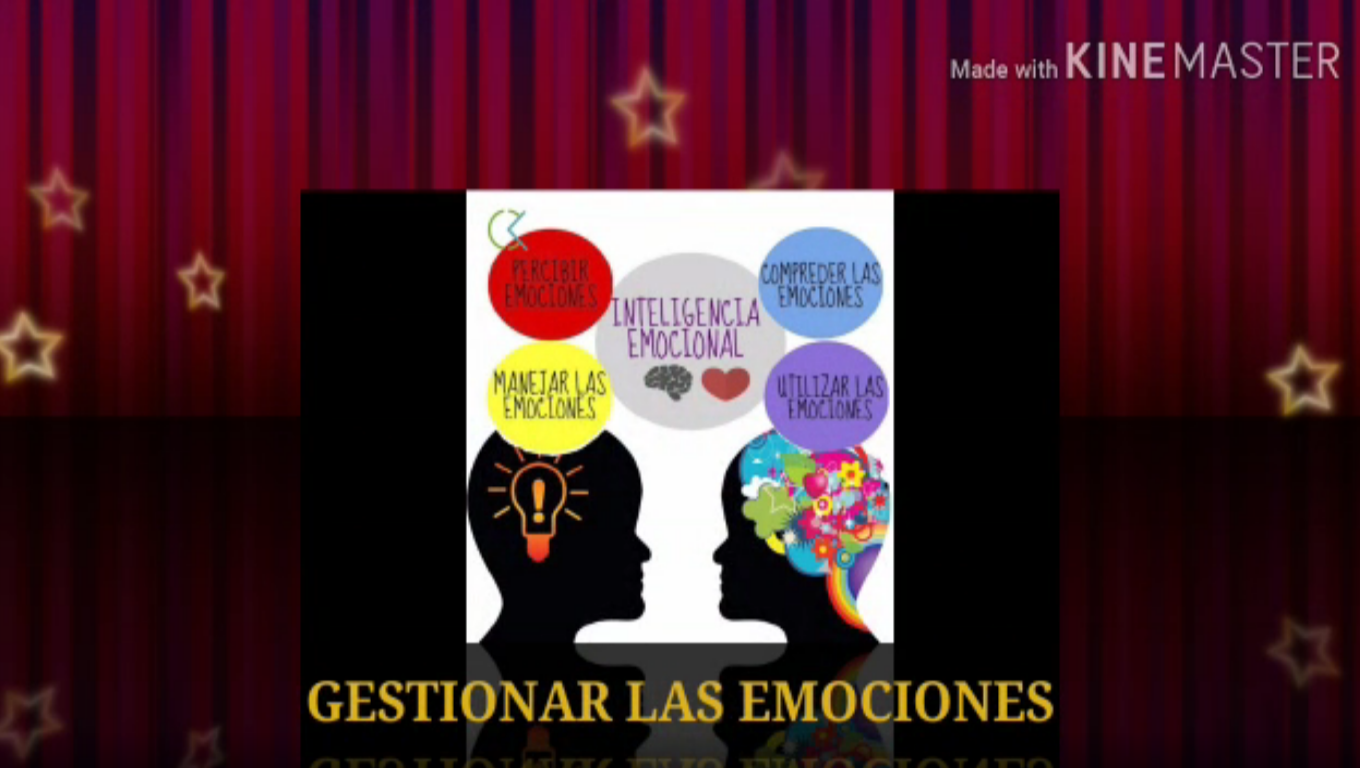 Made with KINEMASTER
PERCIBIR
EMOCIONES
COMPREDER LAS
EMOCIONES
INTELIGENCIA
EMOCIONAL
MANEJAR LAS
EMOCIONES
UTILIZAR LAS
EMOCIONES
GESTIONAR LAS EMOCIONES